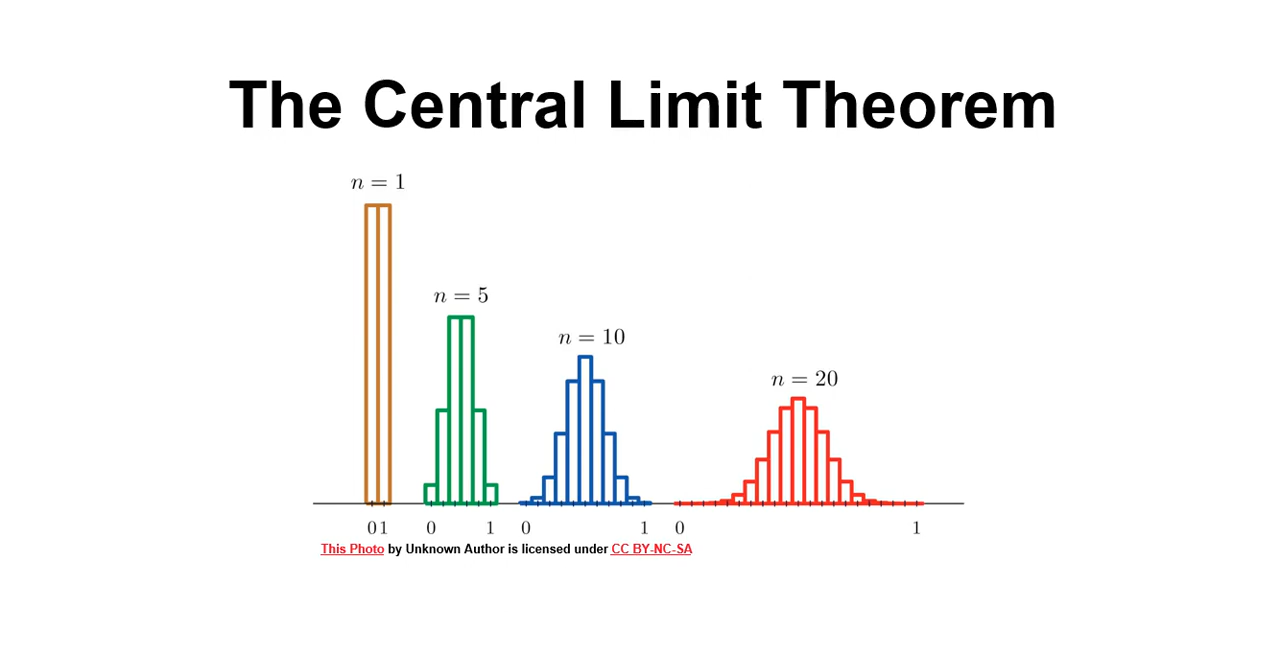 The Central Limit Theorem
n = 1
n = 5
n = 10
n = 20
0 1 0 1 0 1 0 1
This Photo by Unknown Author is licensed under CC BY-NC-SA